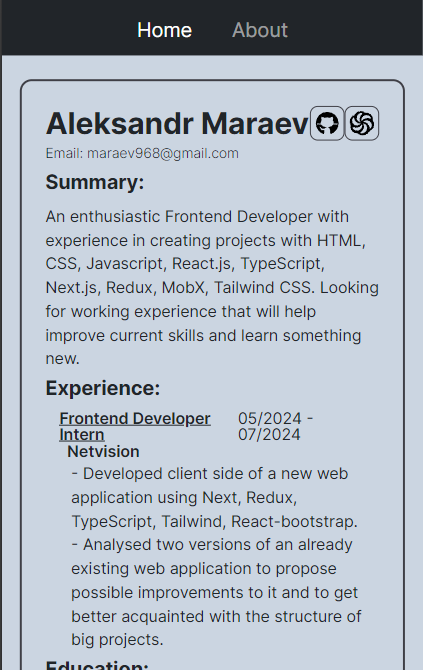 Home About
Aleksandr Maraev
Email: maraev968@gmail.com
Summary:
An enthusiastic Frontend Developer with
experience in creating projects with HTML,
CSS, Javascript, React.js, TypeScript,
Next.js, Redux, MobX, Tailwind CSS. Looking
for working experience that will help
improve current skills and learn something
new.
Experience:
Frontend Developer 05/2024 -
Intern 07/2024
Netvision
- Developed client side of a new web
application using Next, Redux,
TypeScript, Tailwind, React-bootstrap.
- Analysed two versions of an already
existing web application to propose
possible improvements to it and to get
better acquainted with the structure of
big projects.
Education: